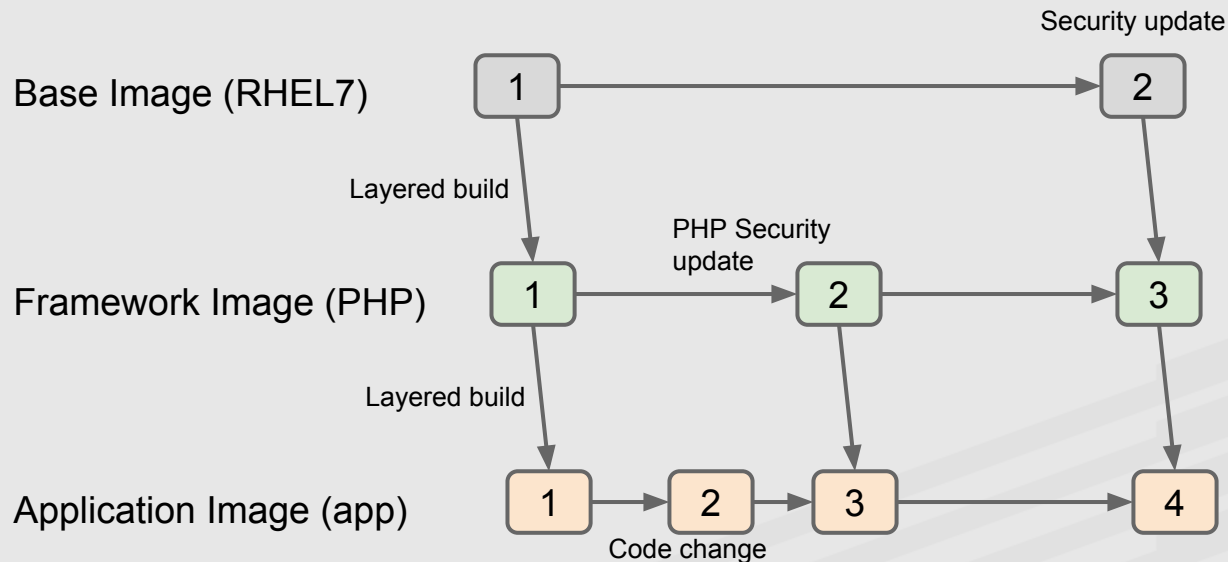 Security update
Base Image (RHEL7)
1
2
Layered build
PHP Security
update
Framework Image (PHP)
1
2
3
Layered build
Application Image (app)
1
2
3
4
Code change